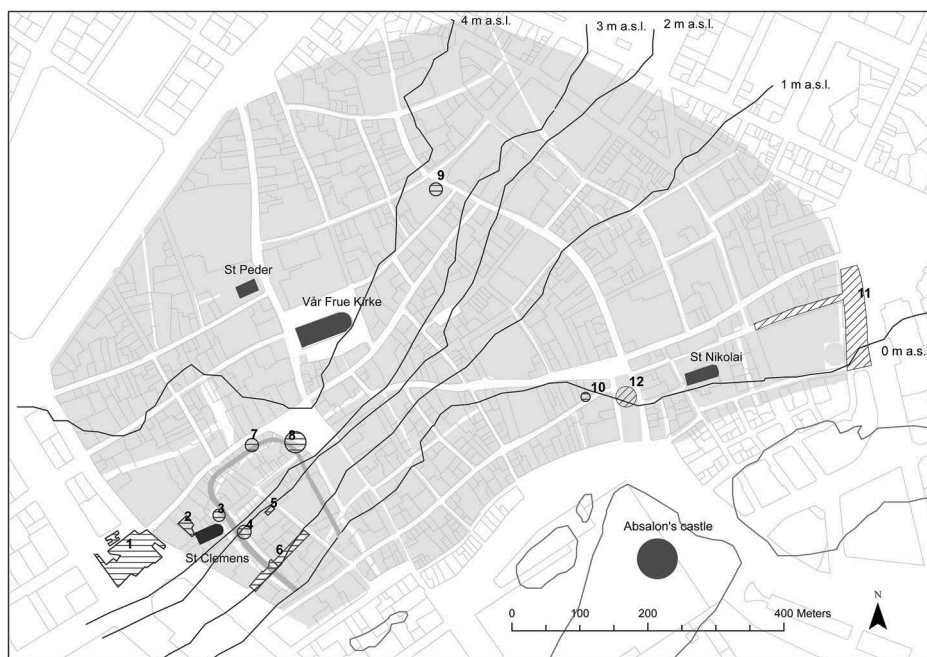 4 m a.s.l.
3 m a.s.l.
2 m a.s.l.
1 m a.s.l.
9
St Peder
Vår Frue Kirke
11
St Nikolai
0 m a.s.l.
10
12
7
8
5
3
2
4
1
St Clemens
6
Absalon's castle
N
0
100
200
400 Meters